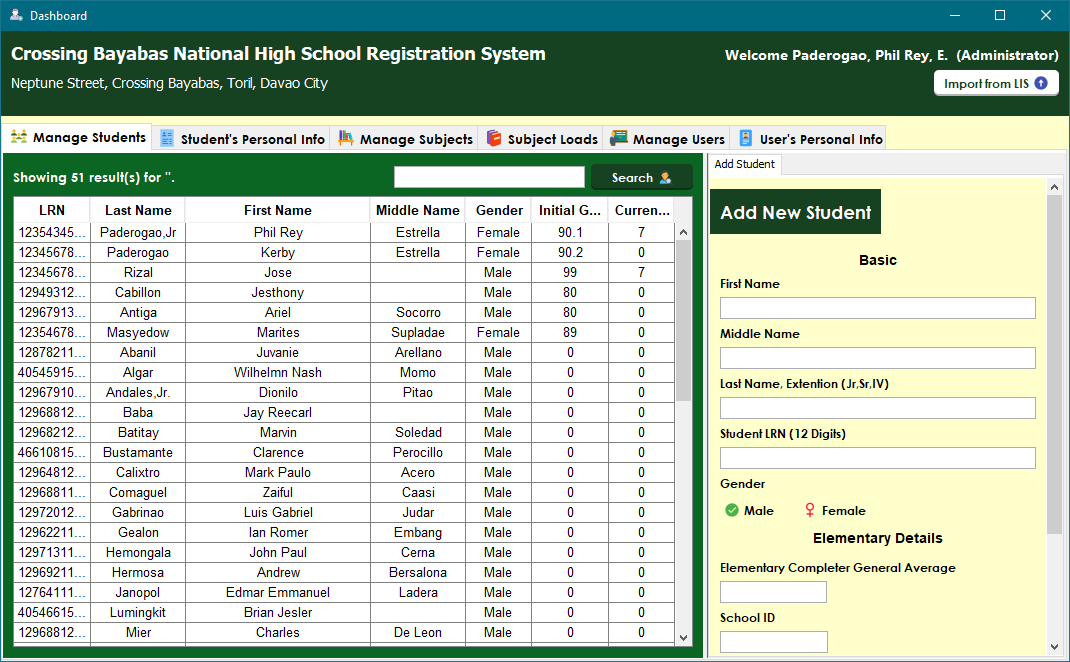 Dashboard
Crossing Bayabas National High School Registration System
Welcome Paderogao, Phil Rey, E. (Administrator)
Neptune Street, Crossing Bayabas, Toril, Davao City
Import from LIS
Manage Students Student's Personal Info Manage Subjects Subject Loads Manage Users User's Personal Info
Showing 51 result(s) for ''.
Search
LRN Last Name First Name Middle Name Gender Initial G... Curren...
12354345... Paderogao,Jr Phil Rey Estrella Female 90.1 7
12345678... Paderogao Kerby Estrella Female 90.2 0
12345678... Rizal Jose Male 99 7
12949312... Cabillon Jesthony Male 80 0
12967913... Antiga Ariel Socorro Male 80 0
12354678... Masyedow Marites Supladae Female 89 0
12878211... Abanil Juvanie Arellano Male 0 0
40545915... Algar Wilhelmn Nash Momo Male 0 0
12967910... Andales,Jr. Dionilo Pitao Male 0 0
12968812... Baba Jay Reecarl Male 0 0
12968212... Batitay Marvin Soledad Male 0 0
46610815... Bustamante Clarence Perocillo Male 0 0
12964812... Calixtro Mark Paulo Acero Male 0 0
12968811... Comaguel Zaiful Caasi Male 0 0
12972012... Gabrinao Luis Gabriel Judar Male 0 0
12962211... Gealon Ian Romer Embang Male 0 0
12971311... Hemongala John Paul Cerna Male 0 0
12969211... Hermosa Andrew Bersalona Male 0 0
12764111... Janopol Edmar Emmanuel Ladera Male 0 0
40546615... Lumingkit Brian Jesler Male 0 0
12968812... Mier Charles De Leon Male 0 0
Add Student
Add New Student
Basic
First Name
Middle Name
Last Name, Extention (Jr,Sr,IV)
Student LRN (12 Digits)
Gender
Male Female
Elementary Details
Elementary Completer General Average
School ID